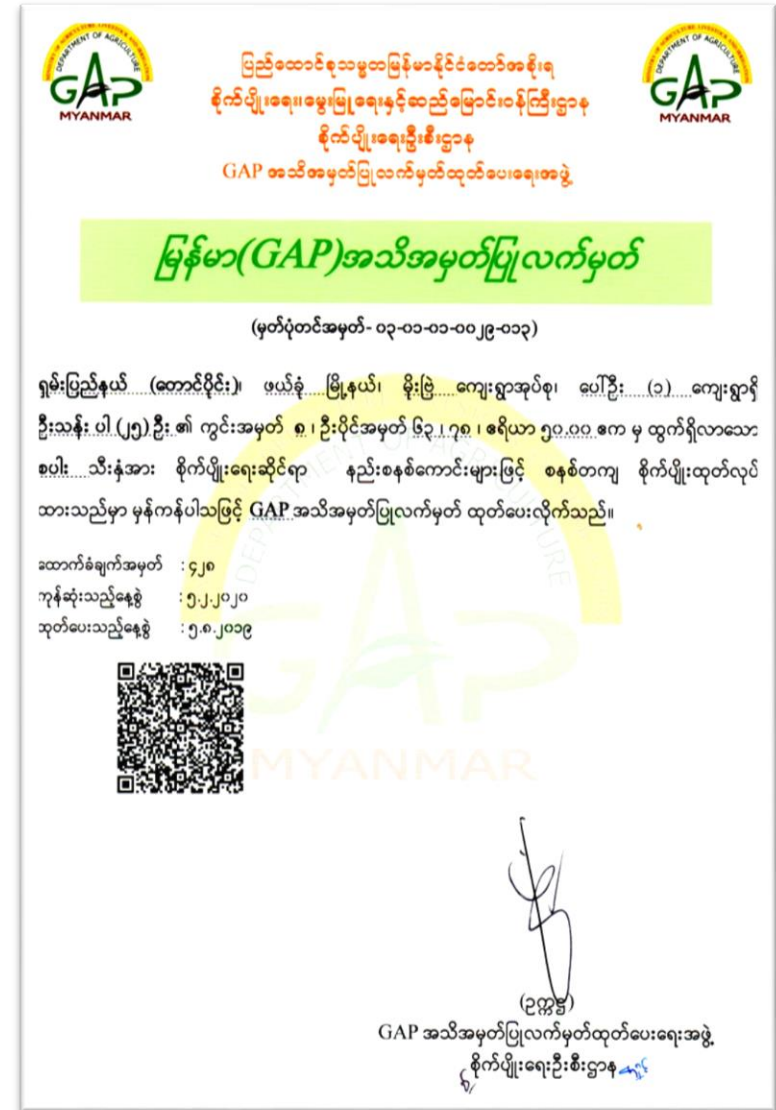 DEPARTMENT OF AGRICULTURE
GAP
MYANMAR
DEPARTMENT OF AGRICULTURE
GAP
MYANMAR
ပြည်ထောင်စုသမ္မတမြန်မာနိုင်ငံတော်အစိုးရ
စိုက်ပျိုးရေး၊မွေးမြူရေးနှင့်ဆည်မြောင်းဝန်ကြီးဌာန
စိုက်ပျိုးရေးဦးစီးဌာန
GAP အသိအမှတ်ပြုလက်မှတ်ထုတ်ပေးရေးအဖွဲ့
မြန်မာ(GAP)အသိအမှတ်ပြုလက်မှတ်
(မှတ်ပုံတင်အမှတ်- ၀၃-၀၁-၀၁-၀၀၂၉-၀၁၃)
ရှမ်းပြည်နယ် (တောင်ပိုင်း)၊ ဖယ်ခုံ မြို့နယ်၊ မိုးဗြဲ ကျေးရွာအုပ်စု၊ ပေါ်ဦး (၁) ကျေးရွာရှိ
ဦးသန်း ပါ (၂၅) ဦး ၏ ကွင်းအမှတ် ၈ ၊ ဦးပိုင်အမှတ် ၆၃ ၊ ၇၈ ၊ ဧရိယာ ၅၀.၀၀ ဧက မှ ထွက်ရှိလာသော
စပါး သီးနှံအား စိုက်ပျိုးရေးဆိုင်ရာ နည်းစနစ်ကောင်းများဖြင့် စနစ်တကျ စိုက်ပျိုးထုတ်လုပ်
ထားသည်မှာ မှန်ကန်ပါသဖြင့် GAP အသိအမှတ်ပြုလက်မှတ် ထုတ်ပေးလိုက်သည်။
ထောက်ခံချက်အမှတ် : ၄၂၈
ကုန်ဆုံးသည့်နေ့စွဲ : ၅.၂.၂၀၂၀
ထုတ်ပေးသည့်နေ့စွဲ : ၅.၈.၂၀၁၉
DEPARTMENT OF AGRICULTURE
GAP
MYANMAR
(ဥက္ကဋ္ဌ)
GAP အသိအမှတ်ပြုလက်မှတ်ထုတ်ပေးရေးအဖွဲ့
စိုက်ပျိုးရေးဦးစီးဌာန